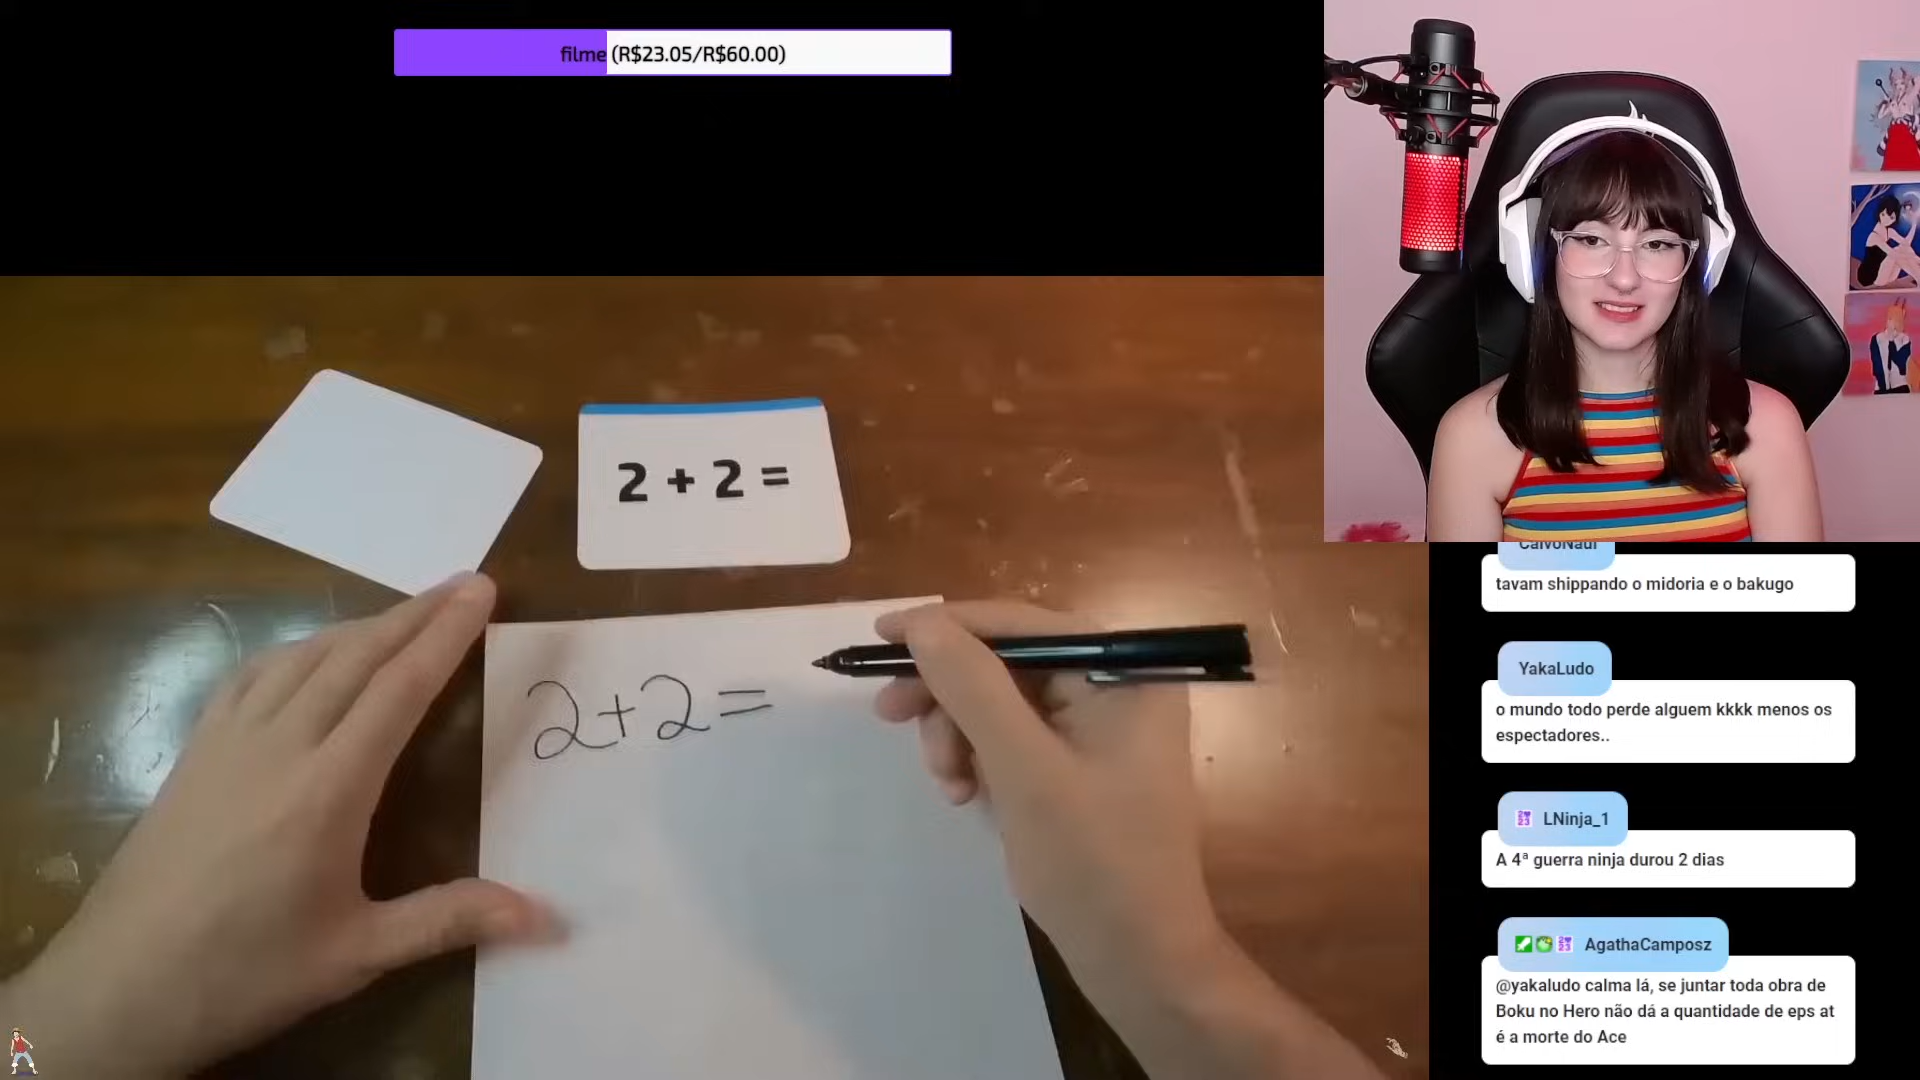 filme (R$23.05/R$60.00)
2 + 2 =
2+2=
CalvoNaui
tavam shippando o midoria e o bakugo
YakaLudo
o mundo todo perde alguem kkkk menos os
espectadores..
LNinja_1
A 4ª guerra ninja durou 2 dias
AgathaCamposz
@yakaludo calma lá, se juntar toda obra de
Boku no Hero não dá a quantidade de eps at
é a morte do Ace